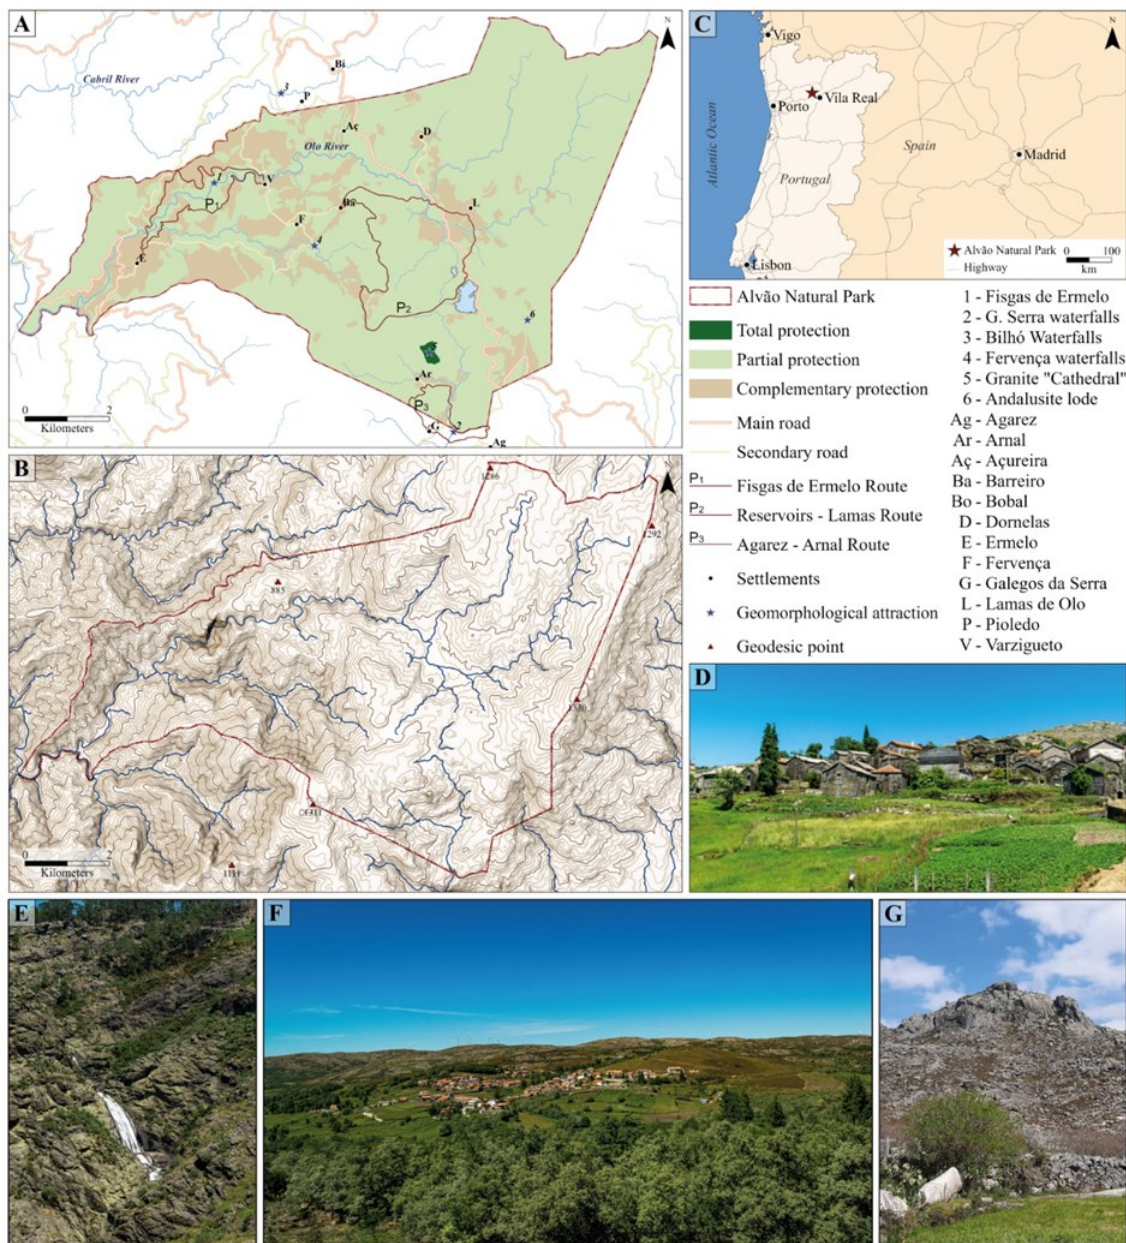 A
N
Cabril River
Bi
3
P
Aç
D
Olo River
1
V
P1
Ba
L
F
4
E
P2
6
5
Ar
P3
G
2
Ag
0 2
Kilometers
B
N
1286
1292
885
1330
1111
0 2
Kilometers
C
N
Vigo
Vila Real
Porto
Atlantic Ocean
Spain
Madrid
Portugal
Lisbon
Alvão Natural Park
Highway
0 100
km
Alvão Natural Park
Total protection
Partial protection
Complementary protection
Main road
Secondary road
P1
Fisgas de Ermelo Route
P2
Reservoirs - Lamas Route
P3
Agarez - Arnal Route
Settlements
Geomorphological attraction
Geodesic point
1 - Fisgas de Ermelo
2 - G. Serra waterfalls
3 - Bilhó Waterfalls
4 - Fervença waterfalls
5 - Granite "Cathedral"
6 - Andalusite lode
Ag - Agarez
Ar - Arnal
Aç - Açureira
Ba - Barreiro
Bo - Bobal
D - Dornelas
E - Ermelo
F - Fervença
G - Galegos da Serra
L - Lamas de Olo
P - Pioledo
V - Varzigueto
D
E
F
G